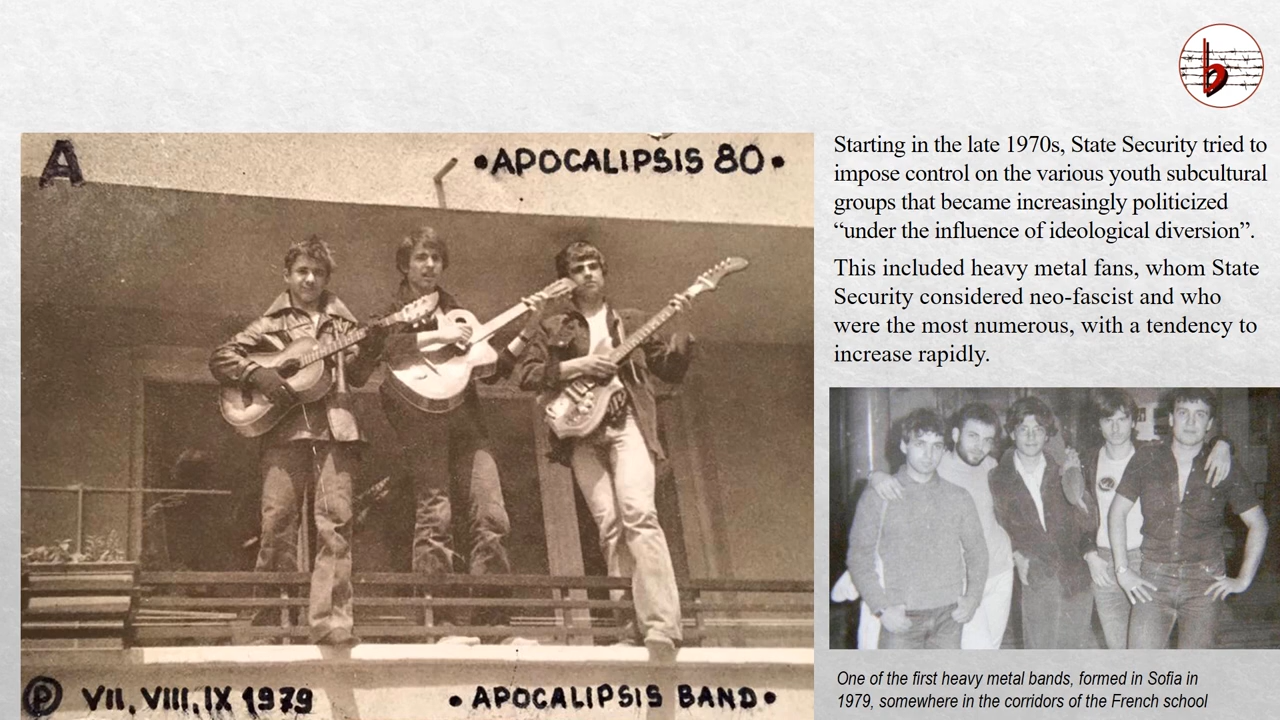 A
•APOCALIPSIS 80•
Ⓟ VII, VIII, IX 1979
•APOCALIPSIS BAND•
Starting in the late 1970s, State Security tried to
impose control on the various youth subcultural
groups that became increasingly politicized
“under the influence of ideological diversion”.
This included heavy metal fans, whom State
Security considered neo-fascist and who
were the most numerous, with a tendency to
increase rapidly.
One of the first heavy metal bands, formed in Sofia in
1979, somewhere in the corridors of the French school